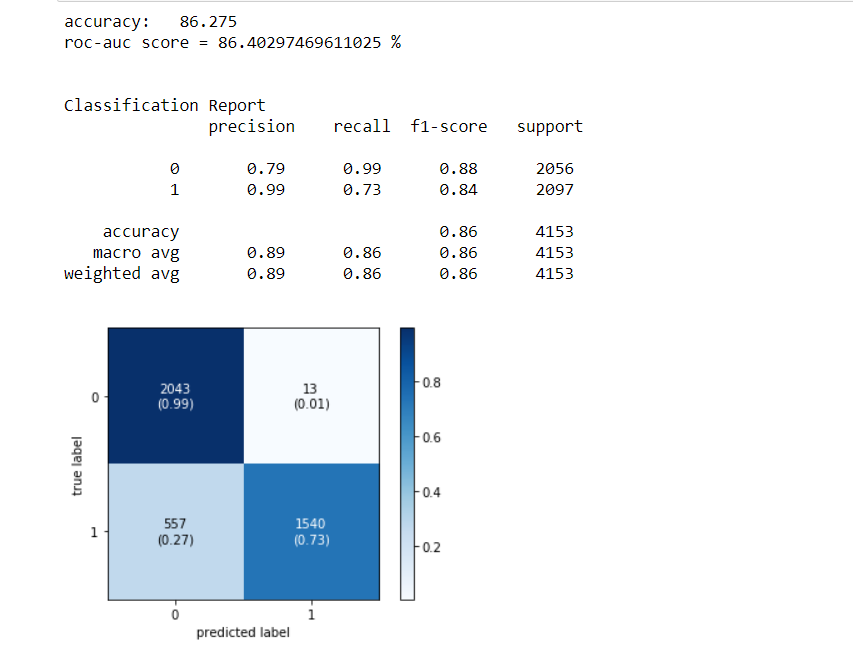 accuracy:   86.275
roc-auc score = 86.40297469611025 %
Classification Report
precision    recall  f1-score   support
0       0.79      0.99      0.88      2056
1       0.99      0.73      0.84      2097
accuracy                           0.86      4153
macro avg       0.89      0.86      0.86      4153
weighted avg       0.89      0.86      0.86      4153
0
2043
(0.99)
13
(0.01)
1
557
(0.27)
1540
(0.73)
true label
0
1
predicted label
0.8
0.6
0.4
0.2